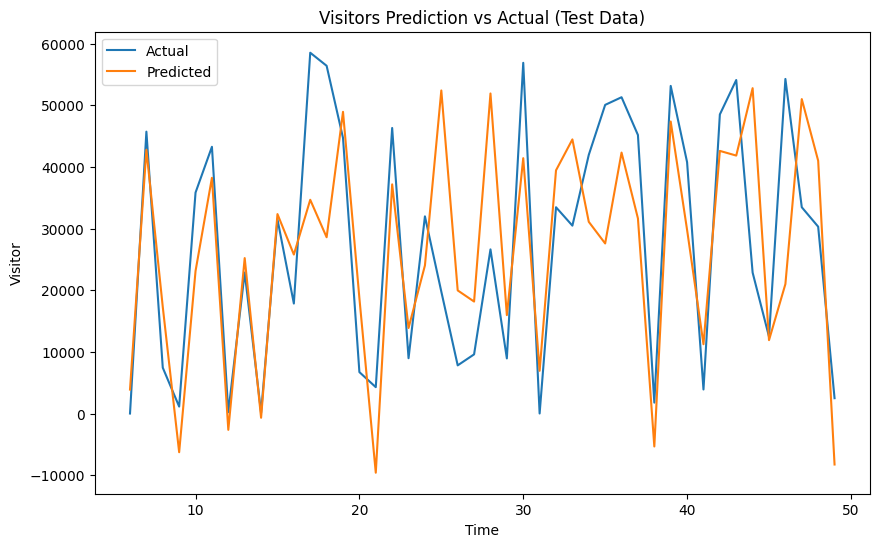 Visitors Prediction vs Actual (Test Data)
Actual
Predicted
60000
50000
40000
30000
20000
10000
0
−10000
Visitor
10
20
30
40
50
Time